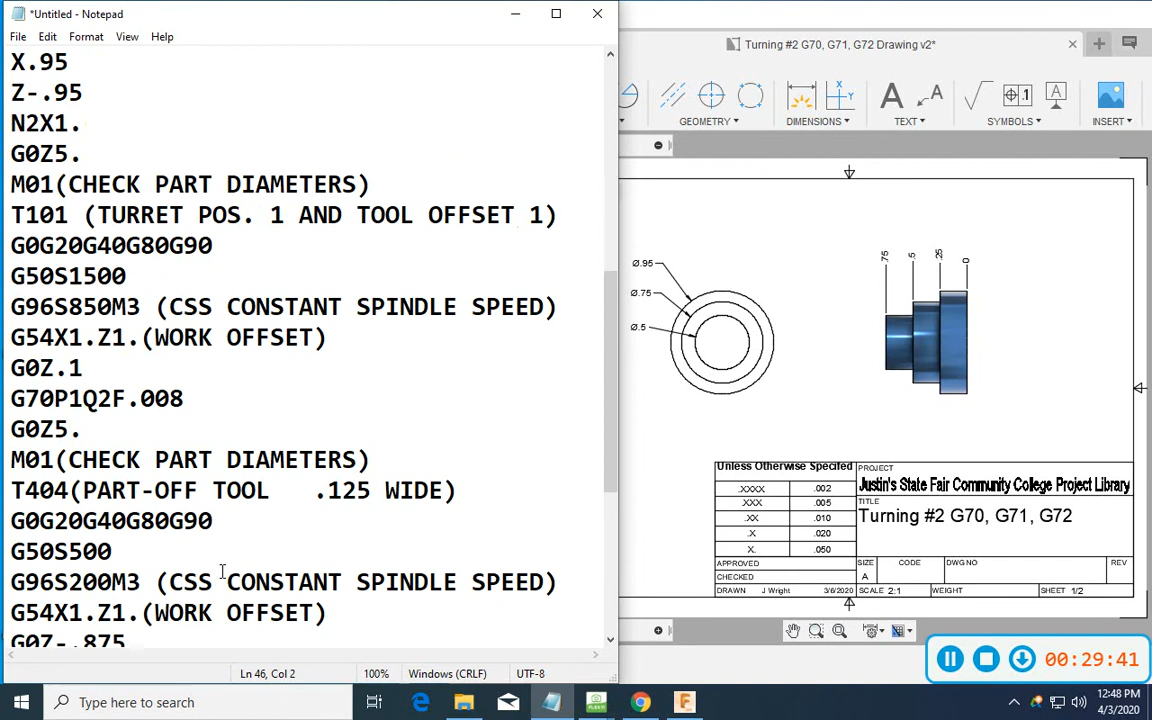 *Untitled - Notepad
File Edit Format View Help
X.95
Z-.95
N2X1.
G0Z5.
M01(CHECK PART DIAMETERS)
T101 (TURRET POS. 1 AND TOOL OFFSET 1)
G0G20G40G80G90
G50S1500
G96S850M3 (CSS CONSTANT SPINDLE SPEED)
G54X1.Z1.(WORK OFFSET)
G0Z.1
G70P1Q2F.008
G0Z5.
M01(CHECK PART DIAMETERS)
T404(PART-OFF TOOL .125 WIDE)
G0G20G40G80G90
G50S500
G96S200M3 (CSS CONSTANT SPINDLE SPEED)
G54X1.Z1.(WORK OFFSET)
G0Z-.875
Ln 46, Col 2 100% Windows (CRLF) UTF-8
Turning #2 G70, G71, G72 Drawing v2*
GEOMETRY DIMENSIONS TEXT SYMBOLS INSERT
Ø.95
Ø.75
Ø.5
.75 .5 .25 0
Unless Otherwise Specifed
.XXXX .002
.XXX .005
.XX .010
.X .020
X. .050
APPROVED
CHECKED
DRAWN J Wright 3/6/2020
PROJECT
Justin's State Fair Community College Project Library
TITLE
Turning #2 G70, G71, G72
SIZE CODE DWG NO REV
A
SCALE 2:1 WEIGHT SHEET 1/2
00:29:41
Type here to search
12:48 PM
4/3/2020